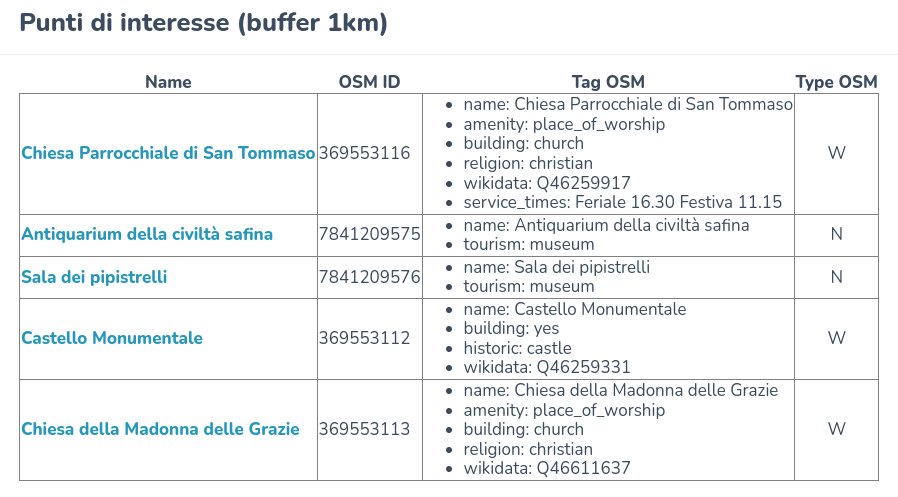 Punti di interesse (buffer 1km)
Name OSM ID Tag OSM Type OSM
Chiesa Parrocchiale di San Tommaso 369553116
• name: Chiesa Parrocchiale di San Tommaso
• amenity: place_of_worship
• building: church
• religion: christian
• wikidata: Q46259917
• service_times: Feriale 16.30 Festiva 11.15
W
Antiquarium della civiltà safina 7841209575
• name: Antiquarium della civiltà safina
• tourism: museum
N
Sala dei pipistrelli 7841209576
• name: Sala dei pipistrelli
• tourism: museum
N
Castello Monumentale 369553112
• name: Castello Monumentale
• building: yes
• historic: castle
• wikidata: Q46259331
W
Chiesa della Madonna delle Grazie 369553113
• name: Chiesa della Madonna delle Grazie
• amenity: place_of_worship
• building: church
• religion: christian
• wikidata: Q46611637
W